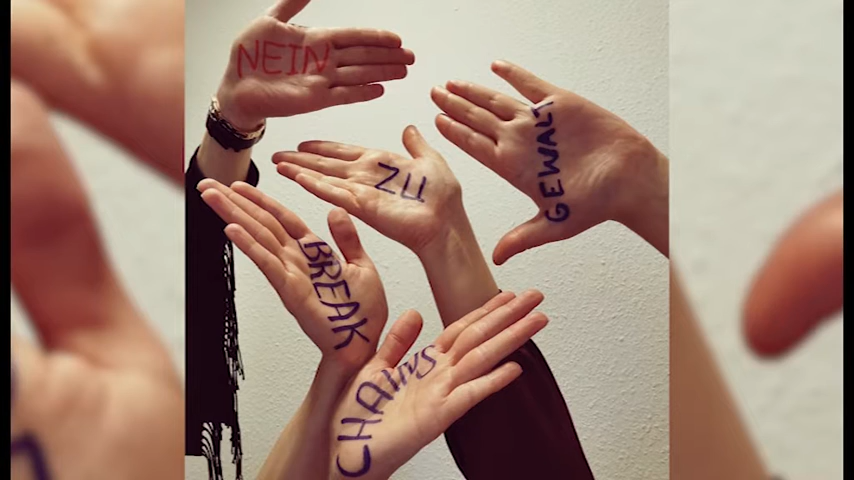 NEIN
ZU
GEWALT
BREAK
CHAINS